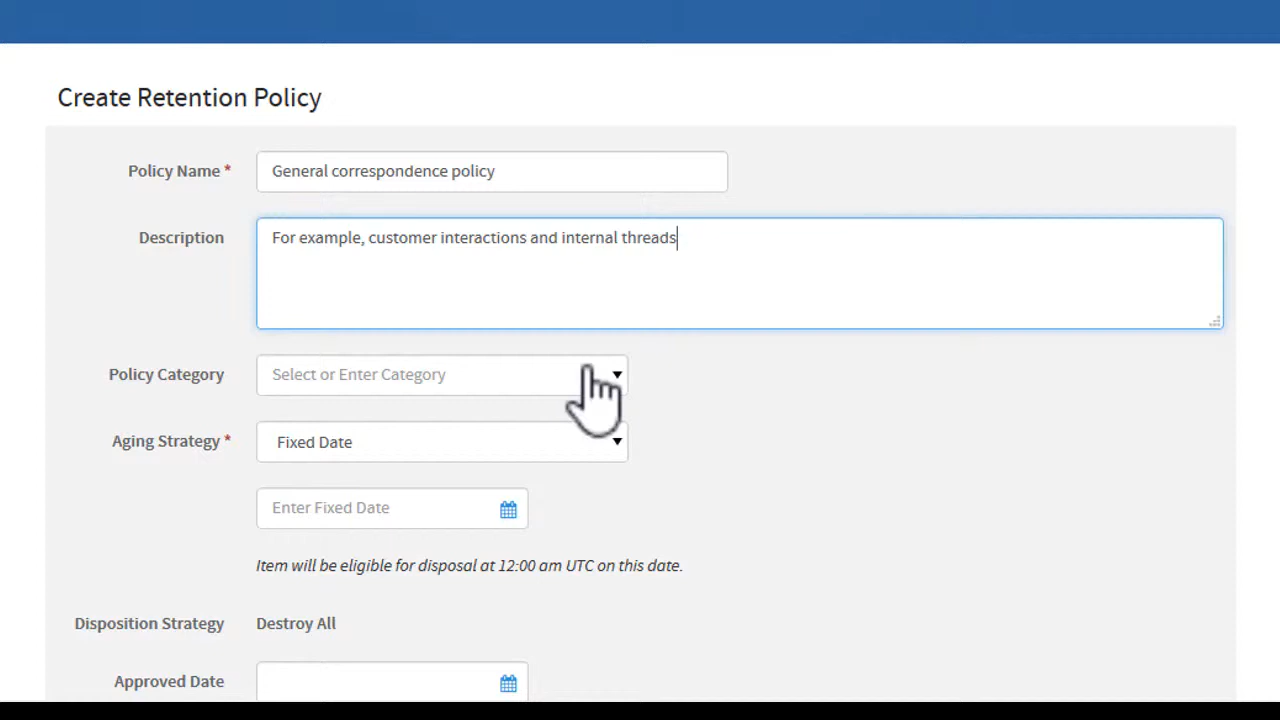 Create Retention Policy
Policy Name *
General correspondence policy
Description
For example, customer interactions and internal threads
Policy Category
Select or Enter Category
Aging Strategy *
Fixed Date
Enter Fixed Date
Item will be eligible for disposal at 12:00 am UTC on this date.
Disposition Strategy
Destroy All
Approved Date